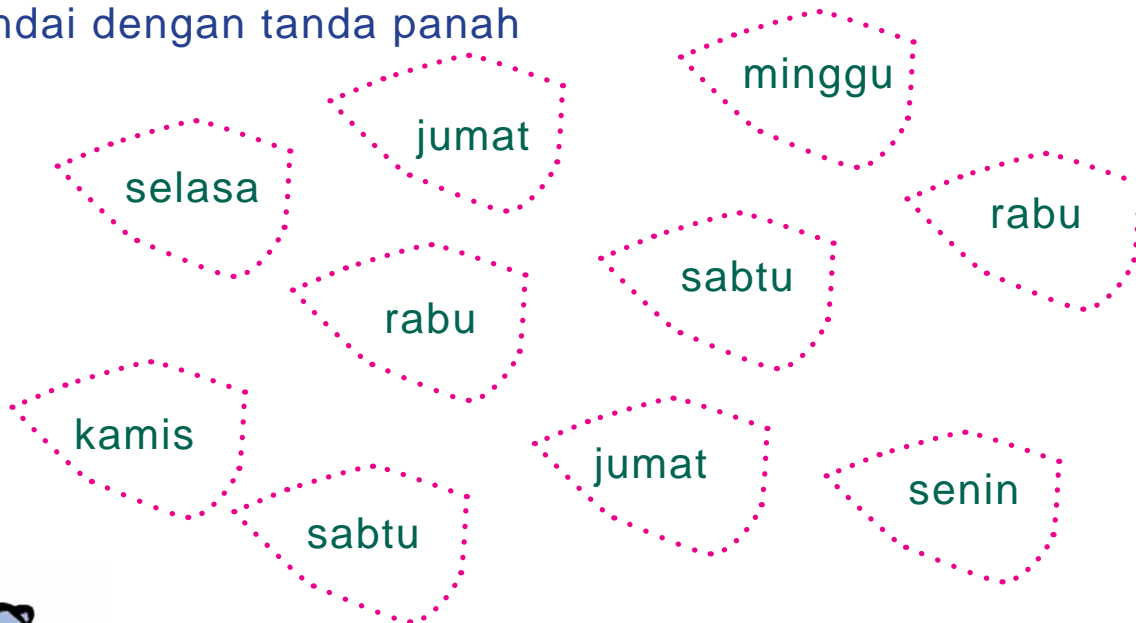 ndai dengan tanda panah
minggu
jumat
selasa
rabu
sabtu
rabu
kamis
jumat
senin
sabtu